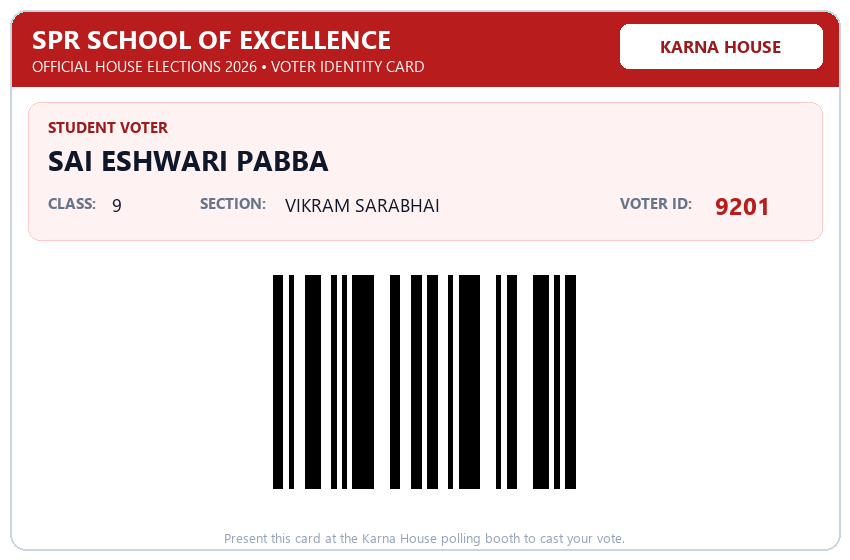 SPR SCHOOL OF EXCELLENCE
OFFICIAL HOUSE ELECTIONS 2026 • VOTER IDENTITY CARD
KARNA HOUSE
STUDENT VOTER
SAI ESHWARI PABBA
CLASS: 9 SECTION: VIKRAM SARABHAI VOTER ID: 9201
Present this card at the Karna House polling booth to cast your vote.